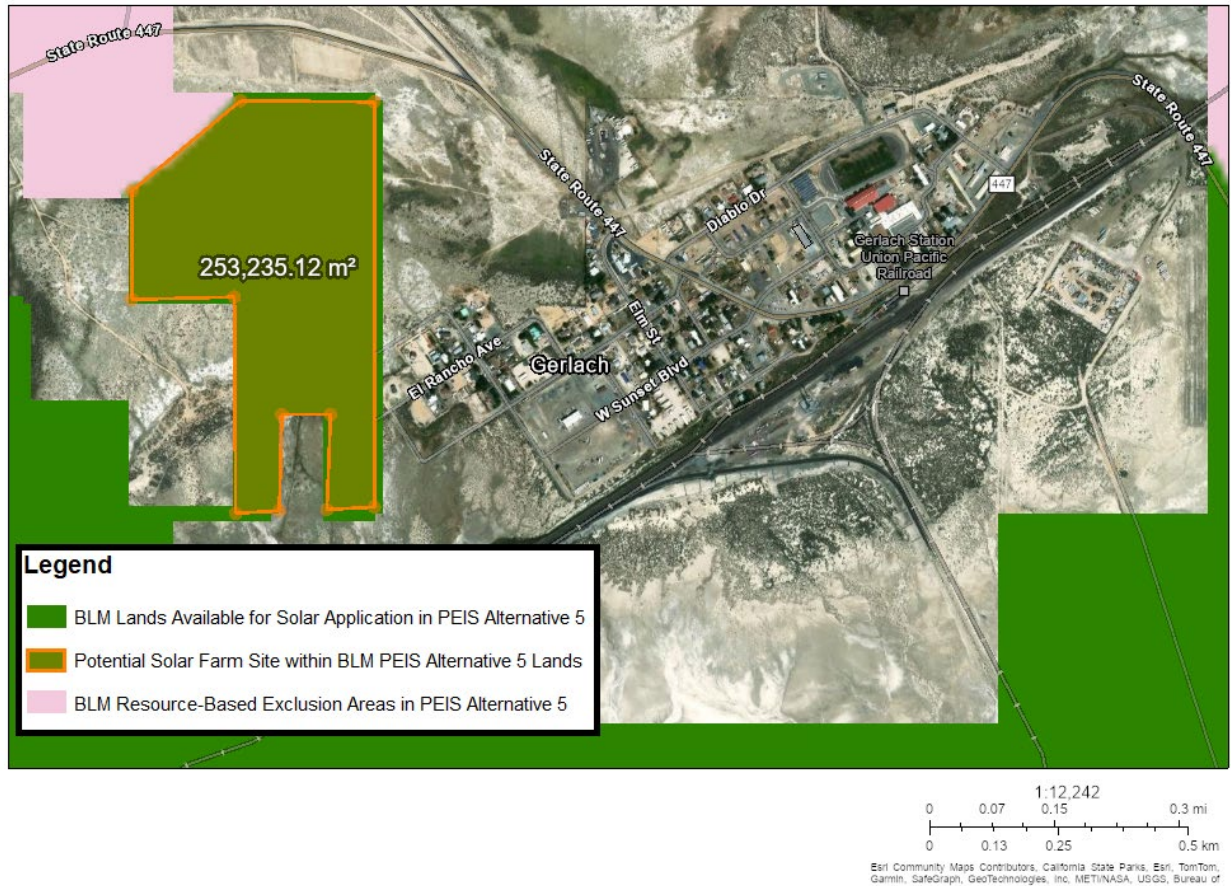 State Route 447
State Route 447
State Route 447
447
Diablo Dr
Gerlach Station
Union Pacific
Railroad
253,235.12 m²
Elm St
El Rancho Ave
Gerlach
W Sunset Blvd
Legend
BLM Lands Available for Solar Application in PEIS Alternative 5
Potential Solar Farm Site within BLM PEIS Alternative 5 Lands
BLM Resource-Based Exclusion Areas in PEIS Alternative 5
1:12,242
0 0.07 0.15 0.3 mi
0 0.13 0.25 0.5 km
Esri Community Maps Contributors, California State Parks, Esri, TomTom,
Garmin, SafeGraph, GeoTechnologies, Inc, METI/NASA, USGS, Bureau of